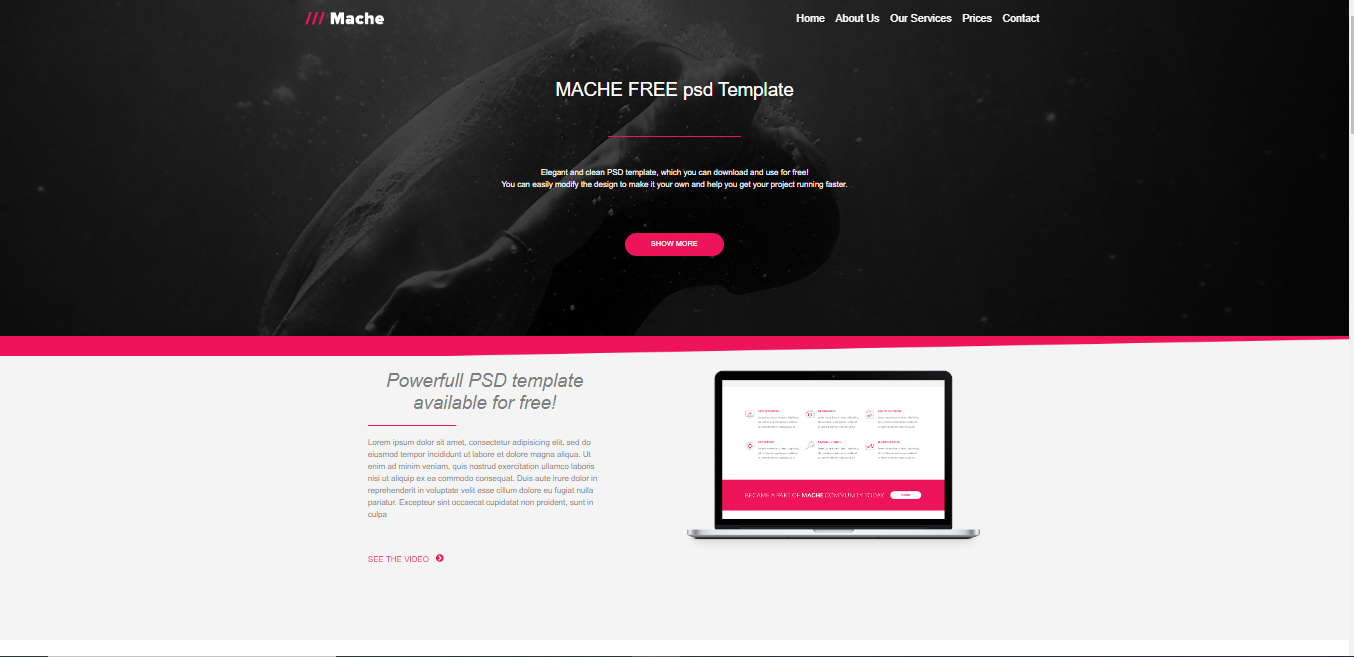 /// Mache
Home About Us Our Services Prices Contact
MACHE FREE psd Template
Elegant and clean PSD template, which you can download and use for free!
You can easily modify the design to make it your own and help you get your project running faster.
SHOW MORE
Powerfull PSD template
available for free!
Lorem ipsum dolor sit amet, consectetur adipisicing elit, sed do
eiusmod tempor incididunt ut labore et dolore magna aliqua. Ut
enim ad minim veniam, quis nostrud exercitation ullamco laboris
nisi ut aliquip ex ea commodo consequat. Duis aute irure dolor in
reprehenderit in voluptate velit esse cillum dolore eu fugiat nulla
pariatur. Excepteur sint occaecat cupidatat non proident, sunt in
culpa
SEE THE VIDEO
BECAME A PART OF MACHE COMMUNITY TODAY